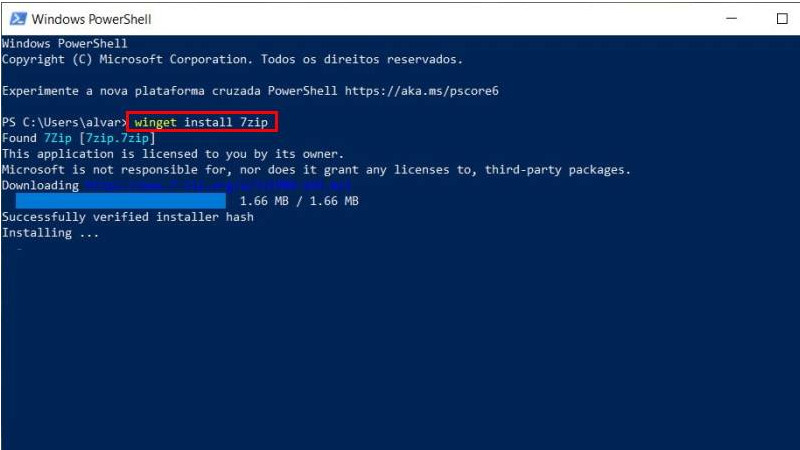 Windows PowerShell
Windows PowerShell
Copyright (C) Microsoft Corporation. Todos os direitos reservados.
Experimente a nova plataforma cruzada PowerShell https://aka.ms/pscore6
PS C:\Users\alvar> winget install 7zip
Found 7Zip [7zip.7zip]
This application is licensed to you by its owner.
Microsoft is not responsible for, nor does it grant any licenses to, third-party packages.
Downloading
1.66 MB / 1.66 MB
Successfully verified installer hash
Installing ...